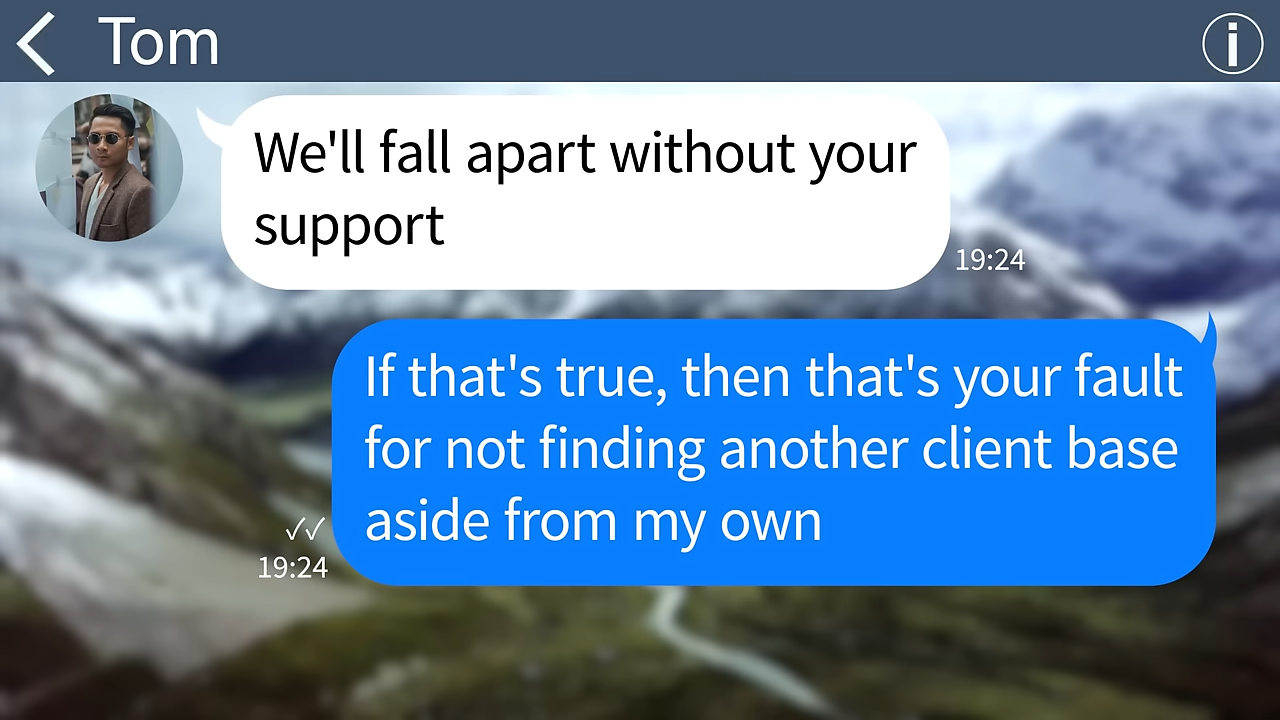 Tom
We'll fall apart without your
support
19:24
If that's true, then that's your fault
for not finding another client base
aside from my own
✓✓
19:24